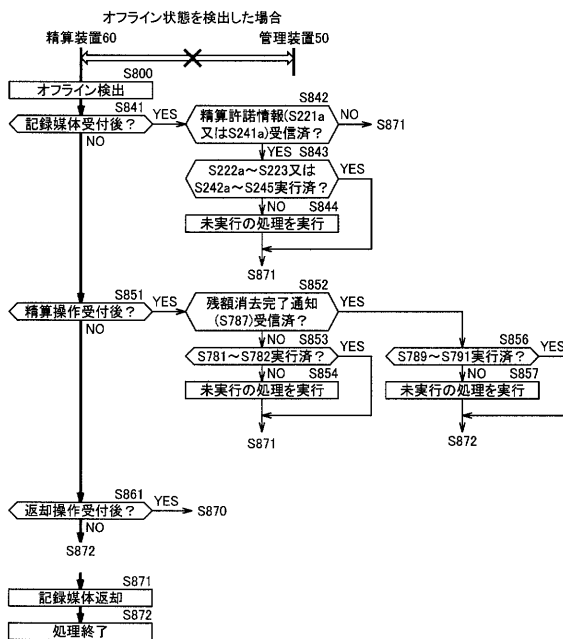 オフライン状態を検出した場合
精算装置60
管理装置50
S800
オフライン検出
S841
記録媒体受付後?
YES
NO
S842
精算許諾情報(S221a
又はS241a)受信済?
NO
S871
YES
S843
S222a～S223又は
S242a～S245実行済?
YES
NO
S844
未実行の処理を実行
S871
S851
精算操作受付後?
YES
NO
S852
残額消去完了通知
(S787)受信済?
YES
NO
S853
S781～S782実行済?
YES
NO
S854
未実行の処理を実行
S871
S856
S789～S791実行済?
YES
NO
S857
未実行の処理を実行
S872
S861
返却操作受付後?
YES
S870
NO
S872
S871
記録媒体返却
S872
処理終了